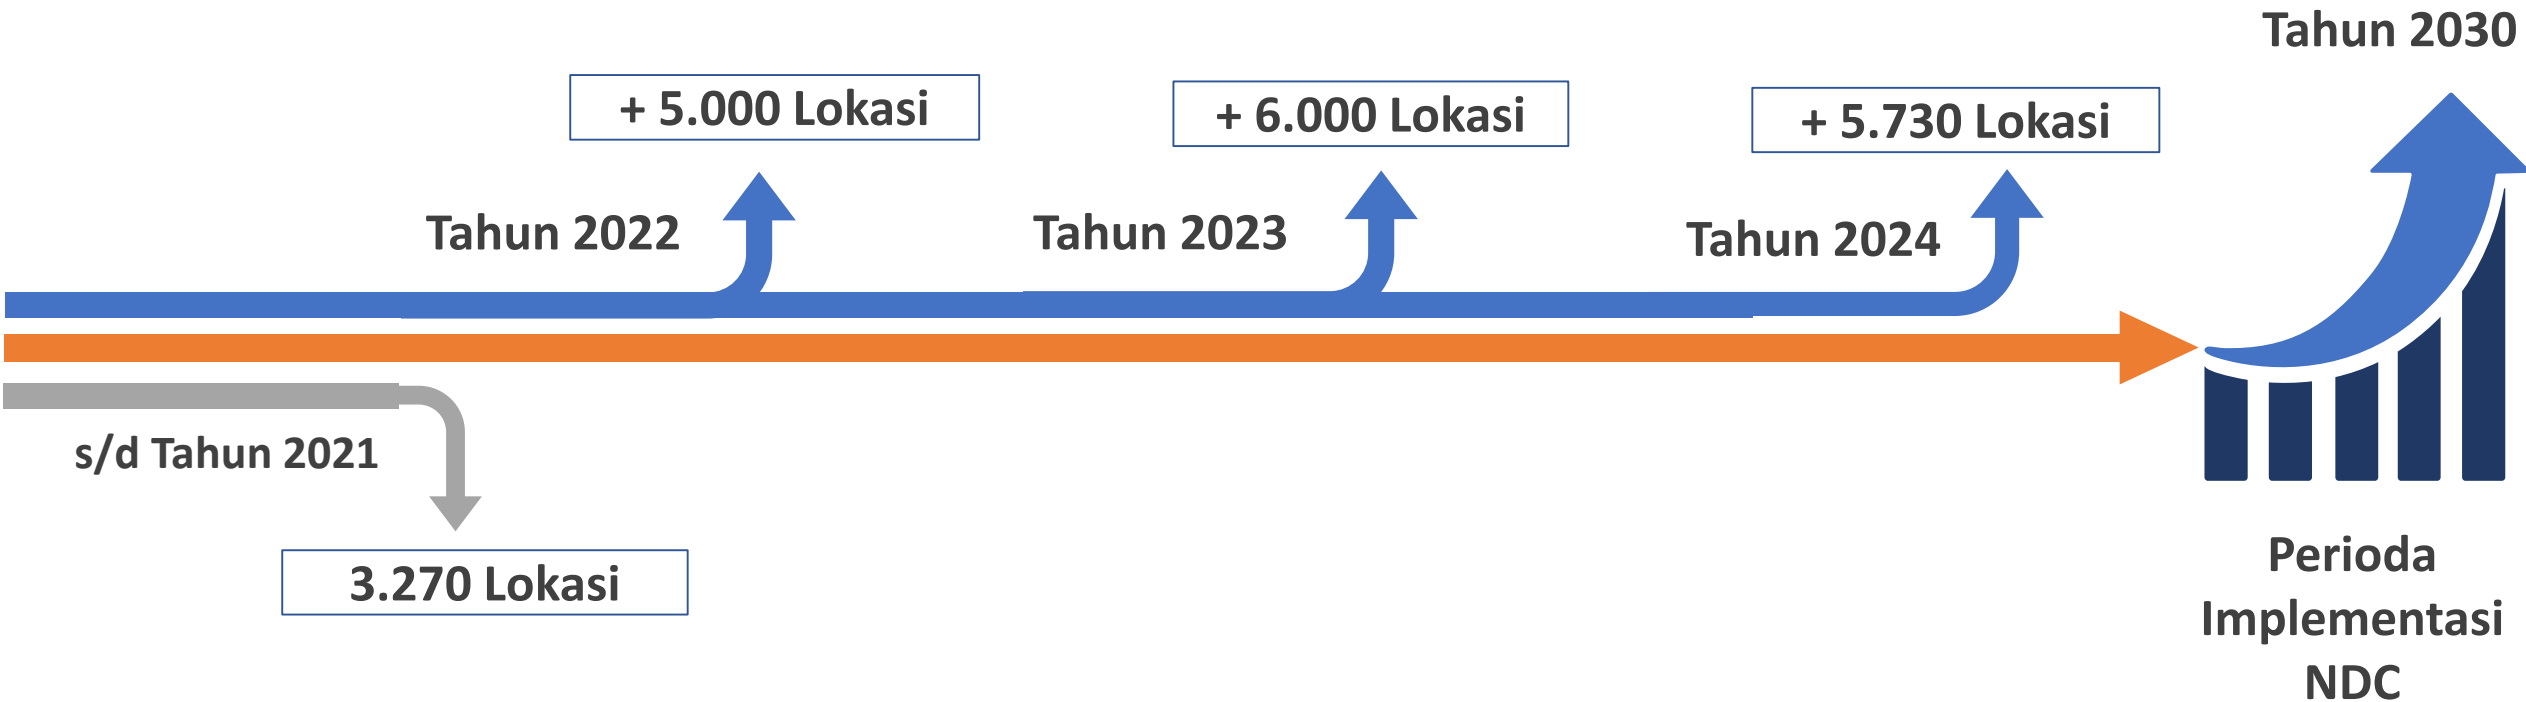 Tahun 2030
+ 5.000 Lokasi
+ 6.000 Lokasi
+ 5.730 Lokasi
Tahun 2022
Tahun 2023
Tahun 2024
s/d Tahun 2021
3.270 Lokasi
Perioda
Implementasi
NDC